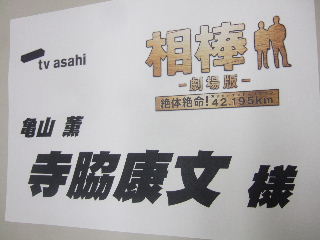 tv asahi
相棒
-劇場版-
絶体絶命!42.195km
亀山 薫
寺脇康文 様